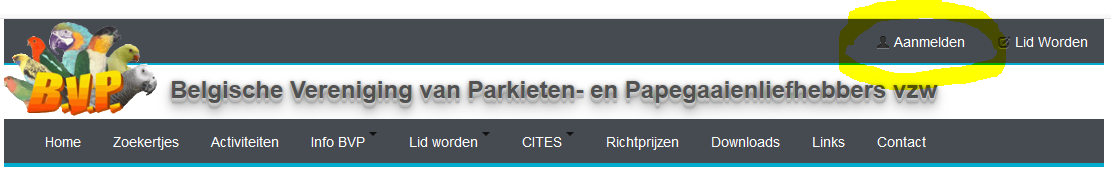 Aanmelden Lid Worden
B.V.P.
Belgische Vereniging van Parkieten- en Papegaaienliefhebbers vzw
Home Zoekertjes Activiteiten Info BVP Lid worden CITES Richtprijzen Downloads Links Contact